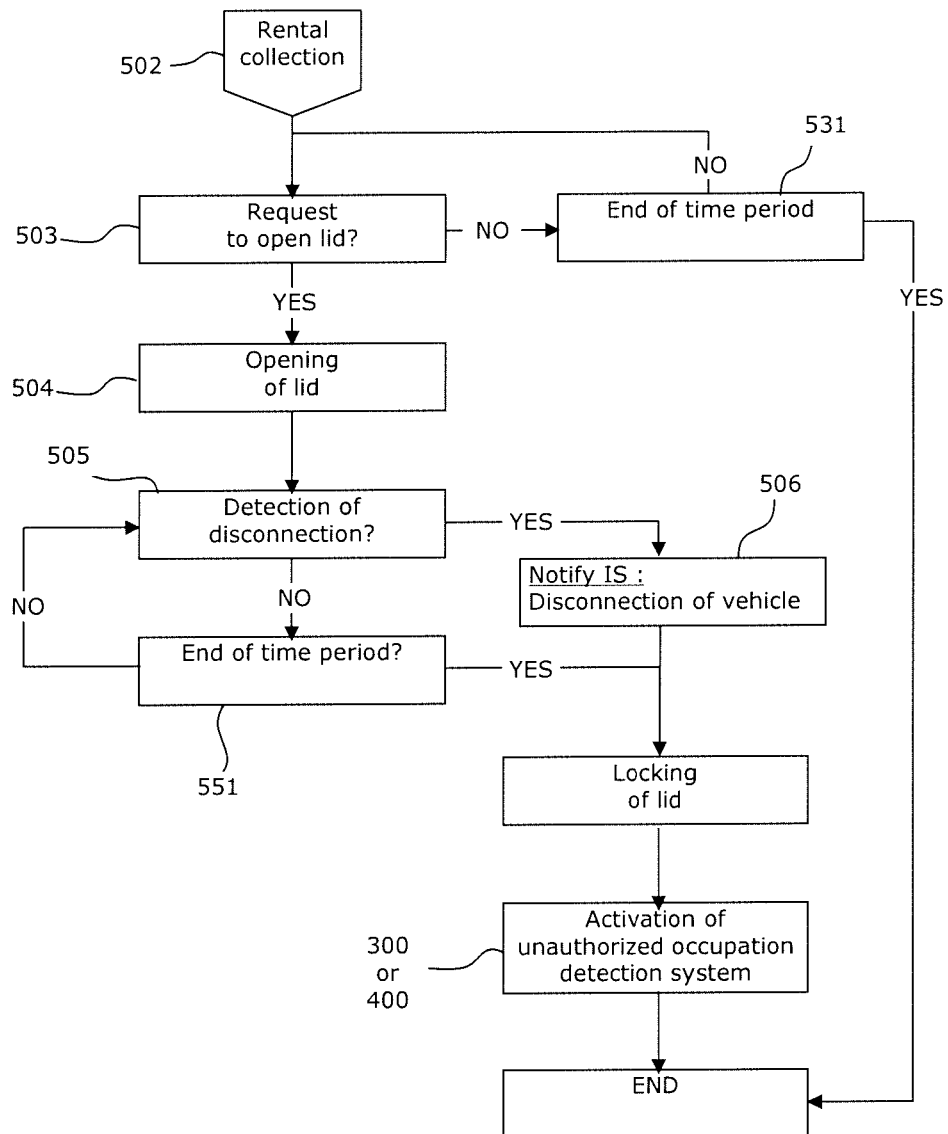 Rental
collection
502
531
NO
Request
to open lid?
503
NO
End of time period
YES
YES
Opening
of lid
504
505
Detection of
disconnection?
YES
506
Notify IS :
Disconnection of vehicle
NO
NO
End of time period?
YES
551
Locking
of lid
Activation of
unauthorized occupation
detection system
300
or
400
END